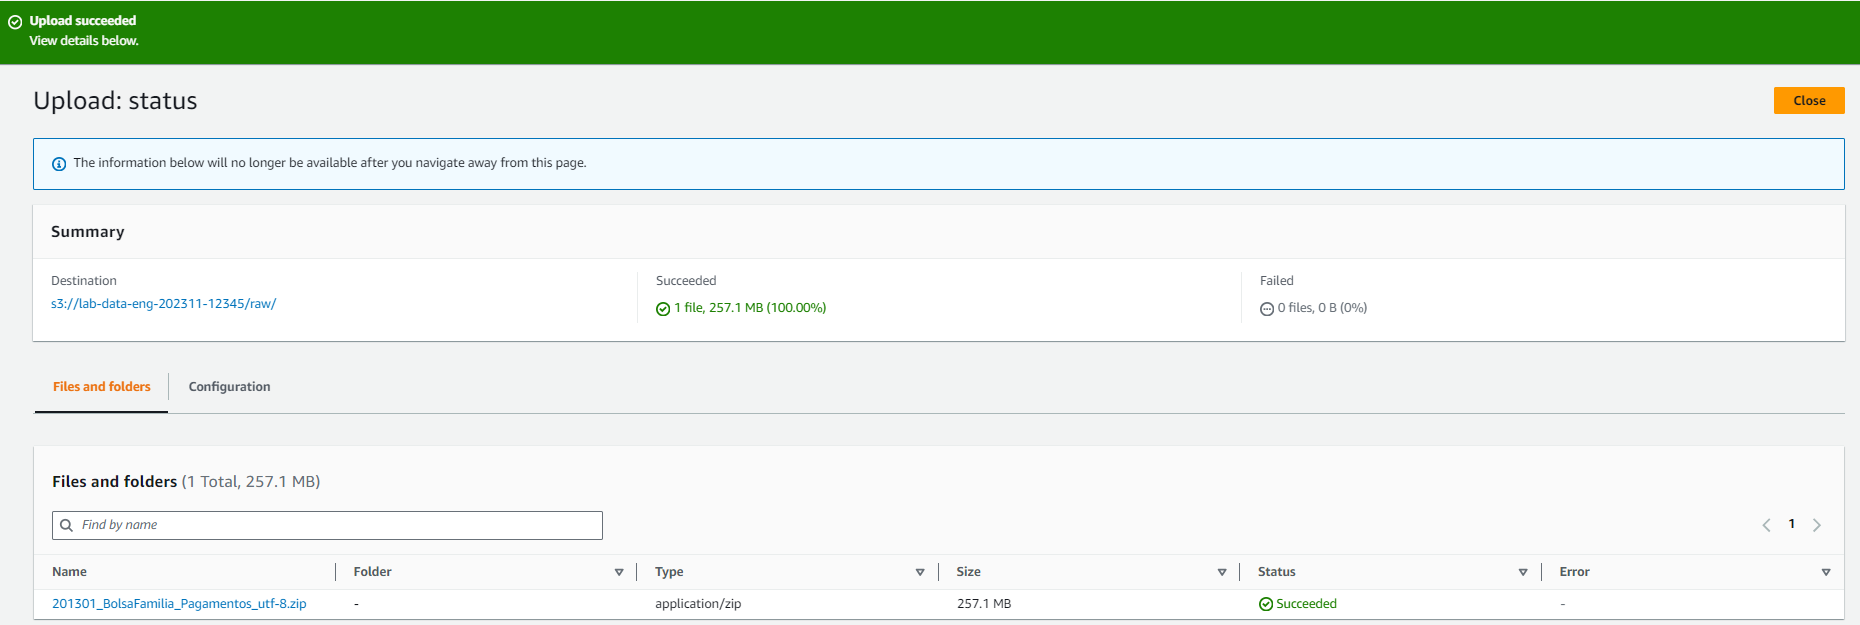 Upload succeeded
View details below.
Upload: status
Close
The information below will no longer be available after you navigate away from this page.
Summary
Destination
s3://lab-data-eng-202311-12345/raw/
Succeeded
1 file, 257.1 MB (100.00%)
Failed
0 files, 0 B (0%)
Files and folders
Configuration
Files and folders (1 Total, 257.1 MB)
Find by name
1
Name Folder Type Size Status Error
201301_BolsaFamilia_Pagamentos_utf-8.zip - application/zip 257.1 MB Succeeded -